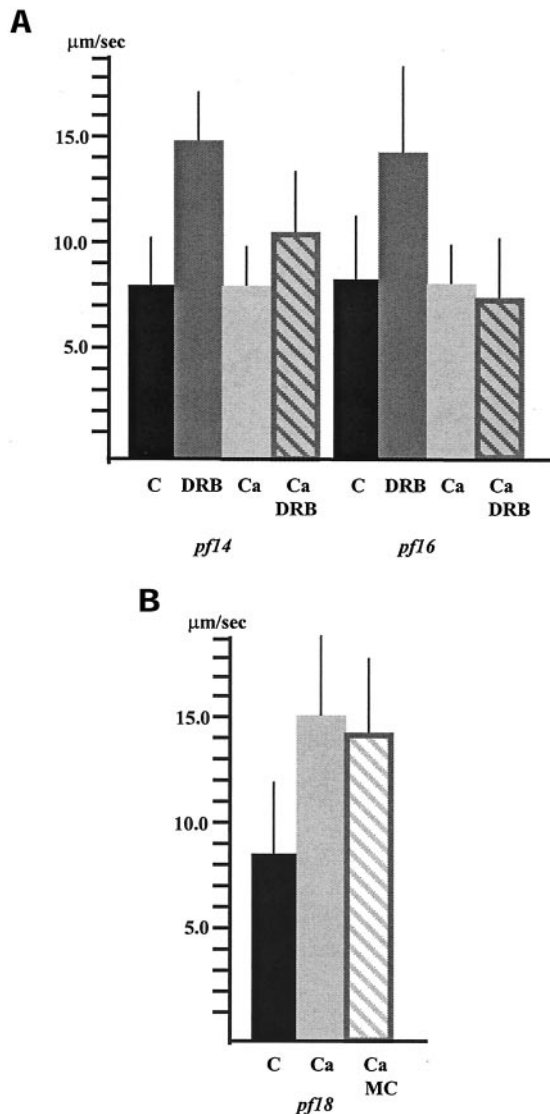 A
μm/sec
15.0
10.0
5.0
C DRB Ca Ca DRB C DRB Ca Ca DRB
pf14 pf16
B
μm/sec
15.0
10.0
5.0
C Ca Ca MC
pf18